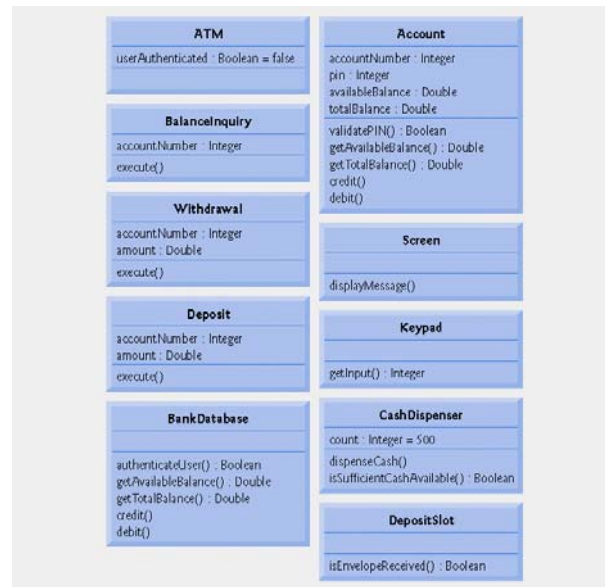 ATM
userAuthenticated : Boolean = false
BalanceInquiry
accountNumber : Integer
execute()
Withdrawal
accountNumber : Integer
amount : Double
execute()
Deposit
accountNumber : Integer
amount : Double
execute()
BankDatabase
authenticateUser() : Boolean
getAvailableBalance() : Double
getTotalBalance() : Double
credit()
debit()
Account
accountNumber : Integer
pin : Integer
availableBalance : Double
totalBalance : Double
validatePIN() : Boolean
getAvailableBalance() : Double
getTotalBalance() : Double
credit()
debit()
Screen
displayMessage()
Keypad
getInput() : Integer
CashDispenser
count : Integer = 500
dispenseCash()
isSufficientCashAvailable() : Boolean
DepositSlot
isEnvelopeReceived() : Boolean